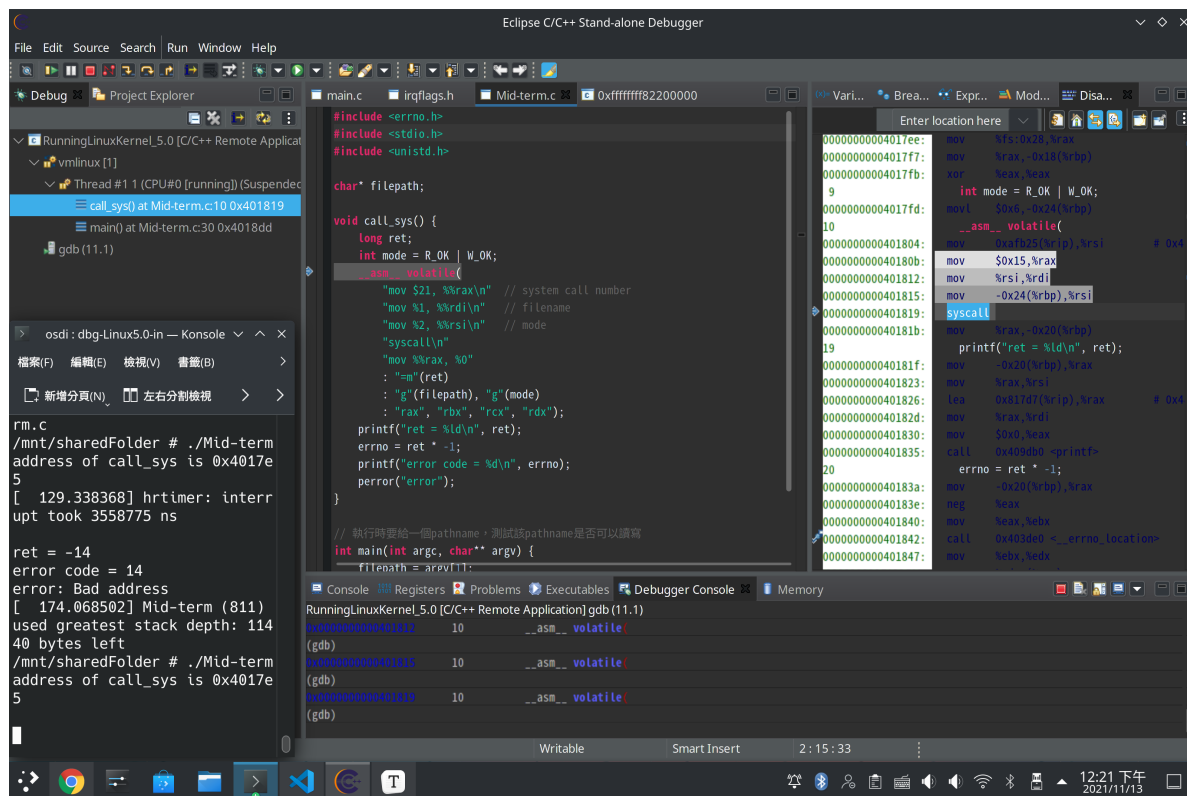 Eclipse C/C++ Stand-alone Debugger
File Edit Source Search Run Window Help
Debug
Project Explorer
RunningLinuxKernel_5.0 [C/C++ Remote Applicat
vmlinux [1]
Thread #1 1 (CPU#0 [running]) (Suspended
call_sys() at Mid-term.c:10 0x401819
main() at Mid-term.c:30 0x4018dd
gdb (11.1)
main.c
irqflags.h
Mid-term.c
0xffffffff82200000
#include <errno.h>
#include <stdio.h>
#include <unistd.h>
char* filepath;
void call_sys() {
long ret;
int mode = R_OK | W_OK;
__asm__ volatile(
"mov $21, %%rax\n" // system call number
"mov %1, %%rdi\n" // filename
"mov %2, %%rsi\n" // mode
"syscall\n"
"mov %%rax, %0"
: "=m"(ret)
: "g"(filepath), "g"(mode)
: "rax", "rbx", "rcx", "rdx");
printf("ret = %ld\n", ret);
errno = ret * -1;
printf("error code = %d\n", errno);
perror("error");
}
// 執行時要給一個pathname，測試該pathname是否可以讀寫
int main(int argc, char** argv) {
filepath = argv[1];
Vari...
Brea...
Expr...
Mod...
Disa...
Enter location here
00000000004017ee: mov %fs:0x28,%rax
00000000004017f7: mov %rax,-0x18(%rbp)
00000000004017fb: xor %eax,%eax
9 int mode = R_OK | W_OK;
00000000004017fd: movl $0x6,-0x24(%rbp)
10 __asm__ volatile(
0000000000401804: mov 0xafb25(%rip),%rsi # 0x4
000000000040180b: mov $0x15,%rax
0000000000401812: mov %rsi,%rdi
0000000000401815: mov -0x24(%rbp),%rsi
0000000000401819: syscall
000000000040181b: mov %rax,-0x20(%rbp)
19 printf("ret = %ld\n", ret);
000000000040181f: mov -0x20(%rbp),%rax
0000000000401823: mov %rax,%rsi
0000000000401826: lea 0x817d7(%rip),%rax # 0x4
000000000040182d: mov %rax,%rdi
0000000000401830: mov $0x0,%eax
0000000000401835: call 0x409db0 <printf>
20 errno = ret * -1;
000000000040183a: mov -0x20(%rbp),%rax
000000000040183e: neg %eax
0000000000401840: mov %eax,%ebx
0000000000401842: call 0x403de0 <__errno_location>
0000000000401847: mov %ebx,%edx
osdi : dbg-Linux5.0-in — Konsole
檔案(F) 編輯(E) 檢視(V) 書籤(B)
新增分頁(N) 左右分割檢視
rm.c
/mnt/sharedFolder # ./Mid-term
address of call_sys is 0x4017e
5
[ 129.338368] hrtimer: interr
upt took 3558775 ns
ret = -14
error code = 14
error: Bad address
[ 174.068502] Mid-term (811)
used greatest stack depth: 114
40 bytes left
/mnt/sharedFolder # ./Mid-term
address of call_sys is 0x4017e
5
Console
Registers
Problems
Executables
Debugger Console
Memory
RunningLinuxKernel_5.0 [C/C++ Remote Application] gdb (11.1)
0x0000000000401812 10 __asm__ volatile(
(gdb)
0x0000000000401815 10 __asm__ volatile(
(gdb)
0x0000000000401819 10 __asm__ volatile(
(gdb)
Writable
Smart Insert
2 : 15 : 33
T
12:21 下午
2021/11/13